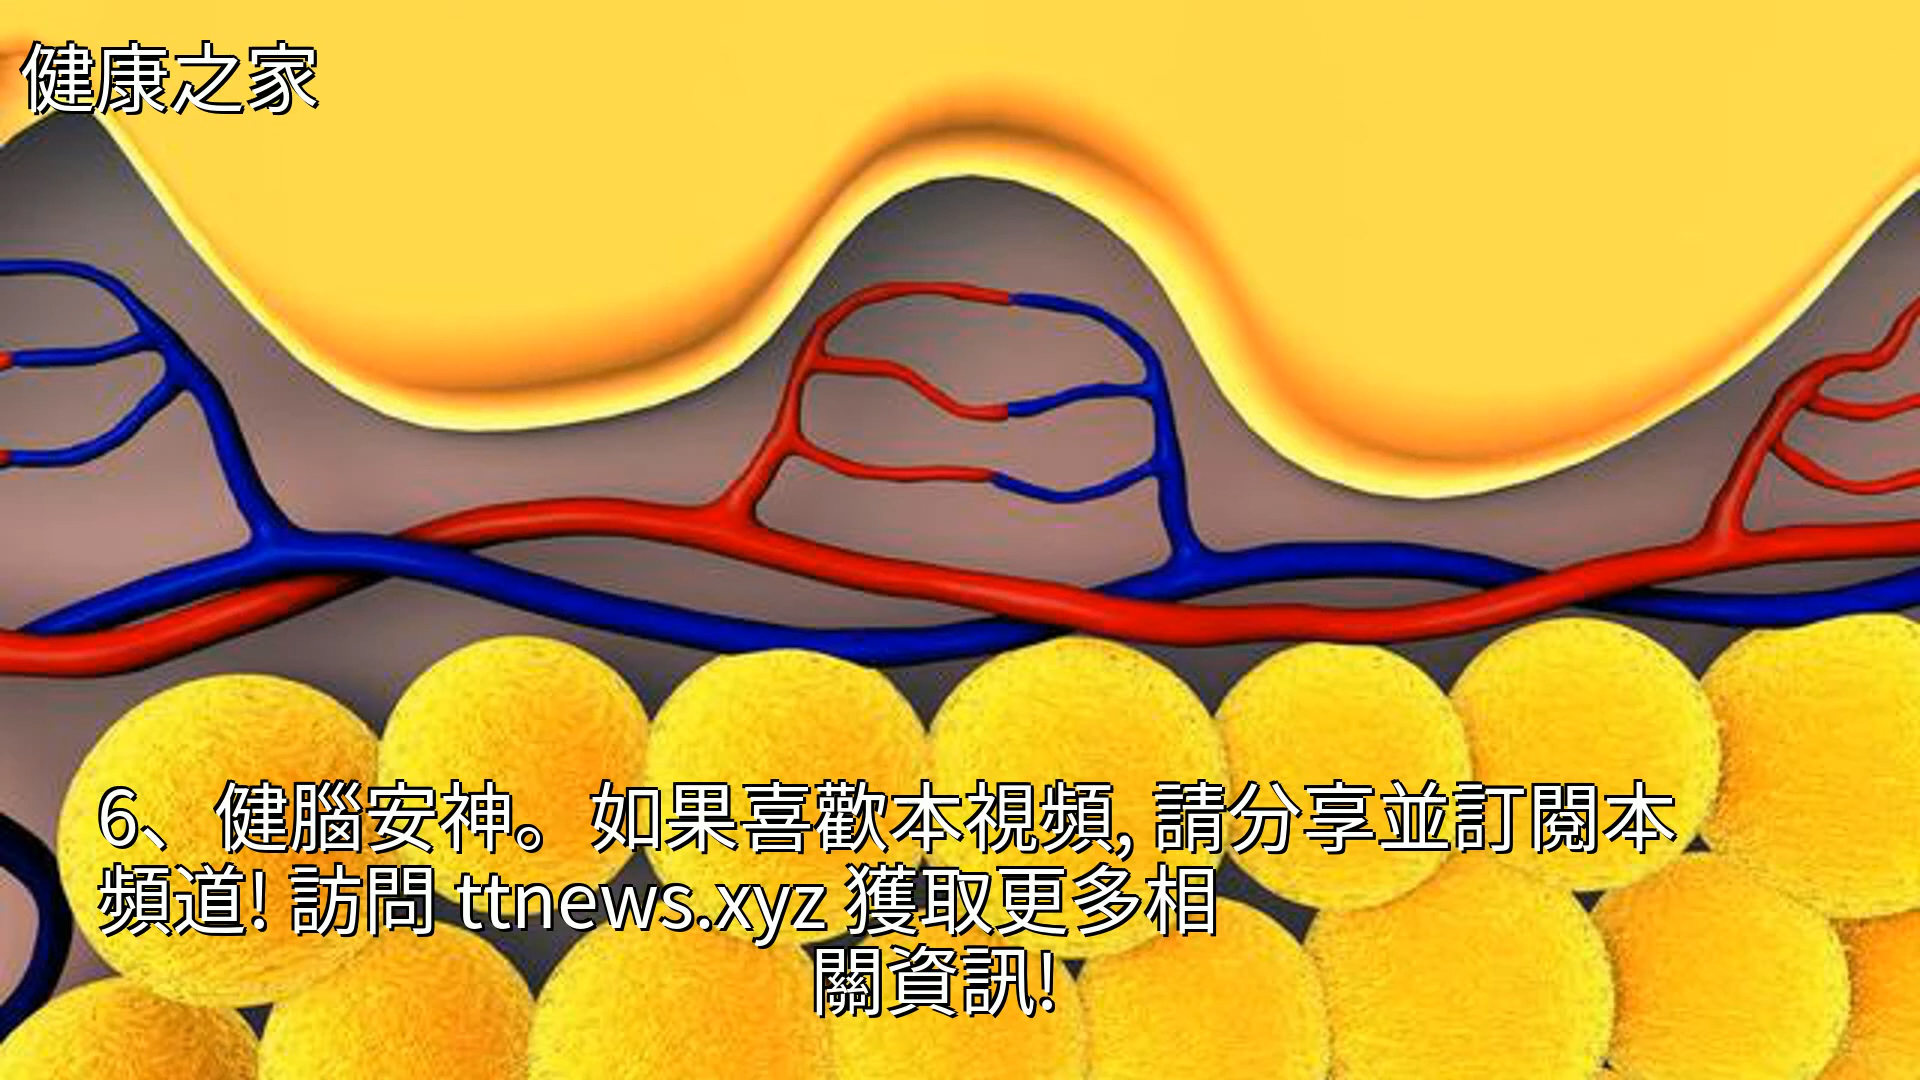 健康之家
6、 健腦安神。如果喜歡本視頻, 請分享並訂閱本
頻道! 訪問 ttnews.xyz 獲取更多相
關資訊!